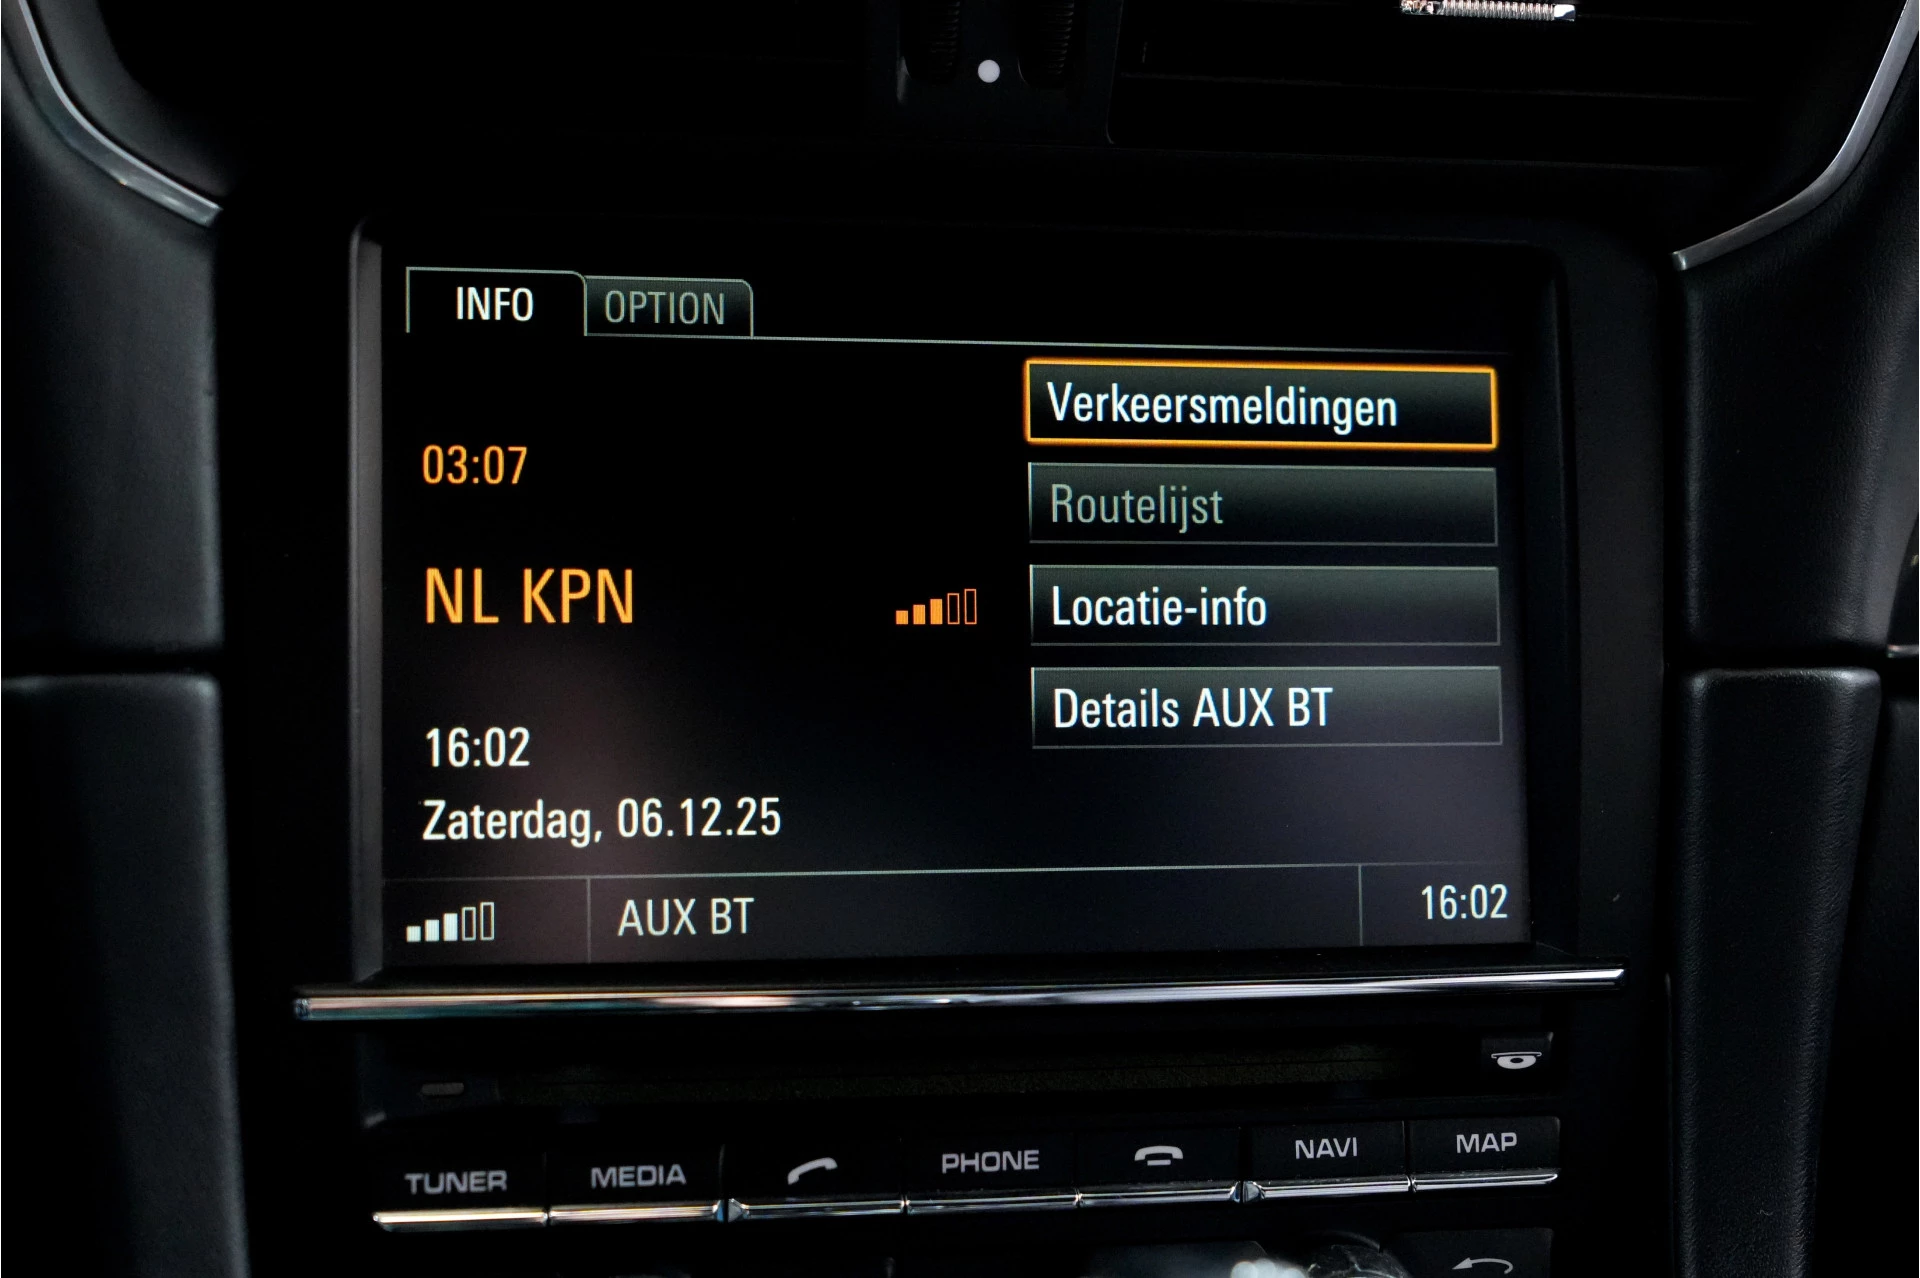 INFO
OPTION
Verkeersmeldingen
03:07
Routelijst
NL KPN
Locatie-info
Details AUX BT
16:02
Zaterdag, 06.12.25
AUX BT
16:02
TUNER
MEDIA
PHONE
NAVI
MAP